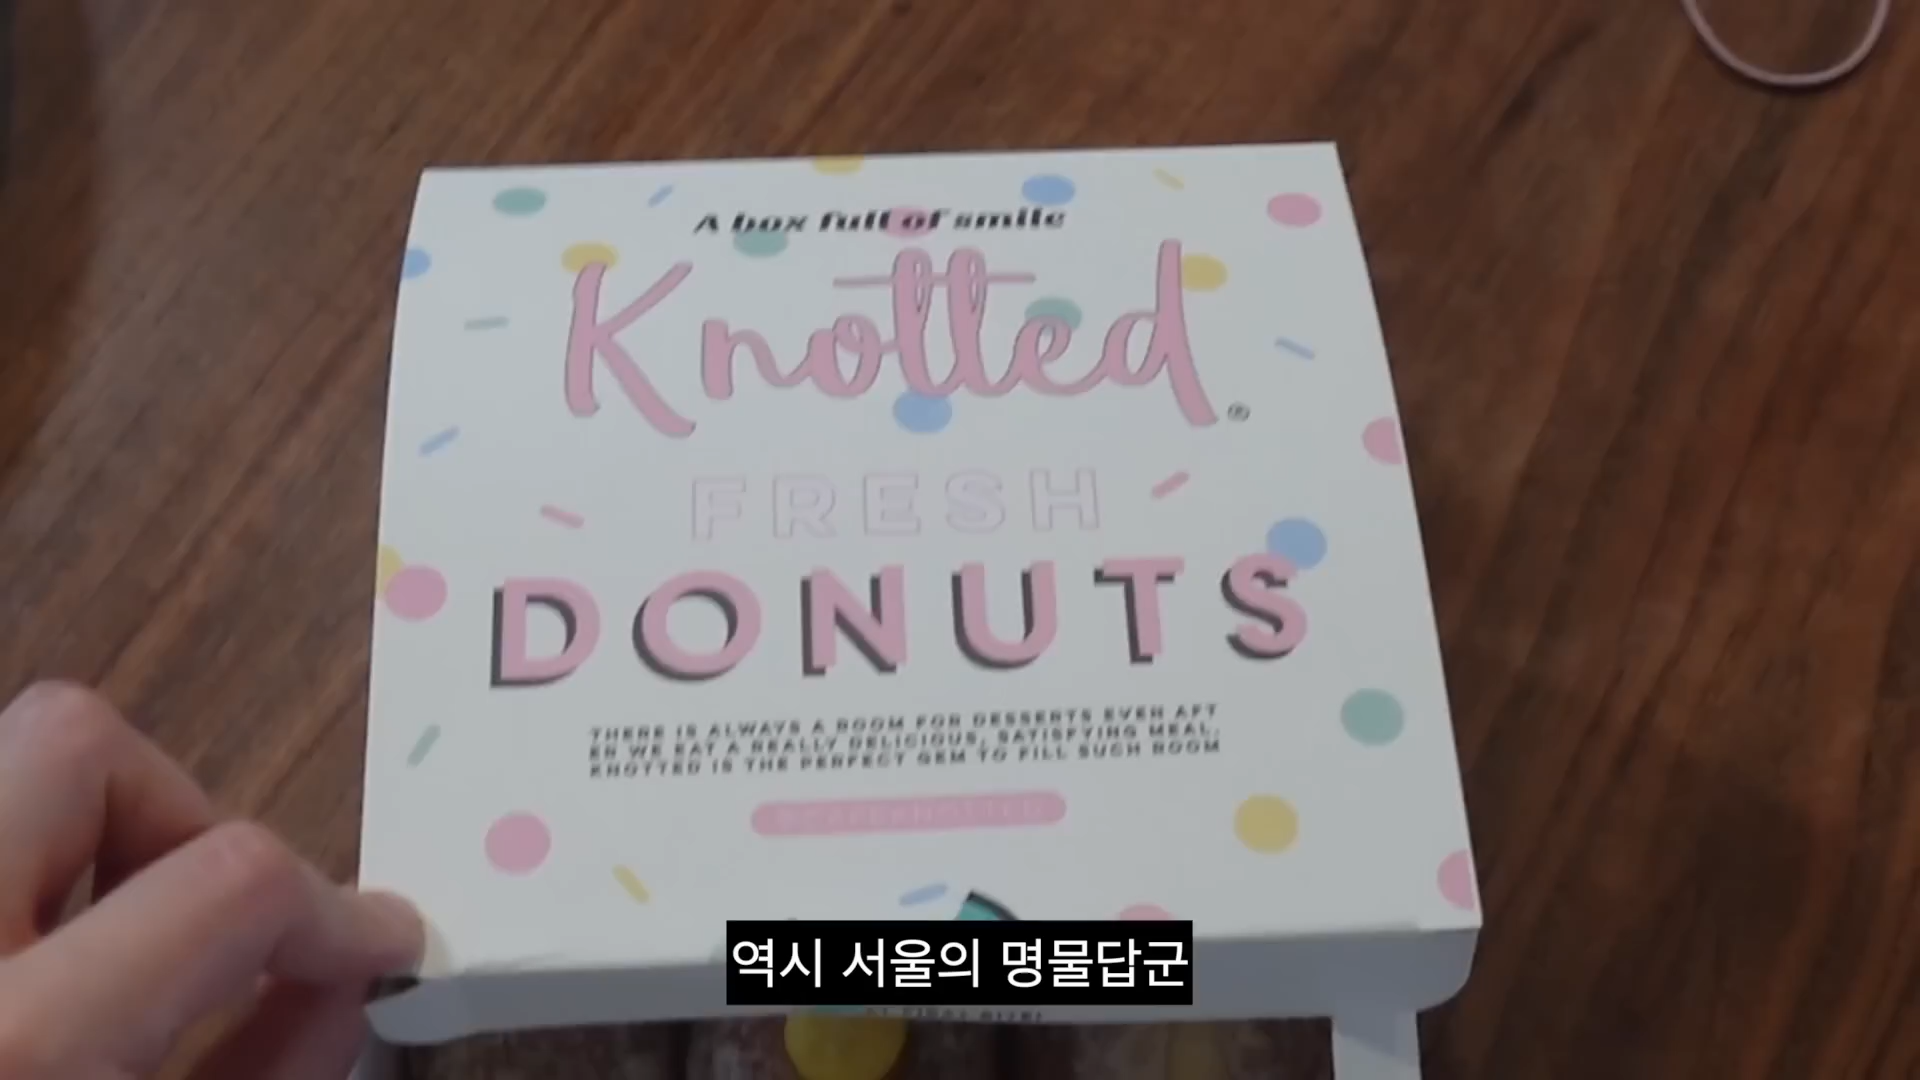 A box full of smile
Knotted®
FRESH
DONUTS
THERE IS ALWAYS A ROOM FOR DESSERTS EVEN AFT
ER WE EAT A REALLY DELICIOUS, SATISFYING MEAL.
KNOTTED IS THE PERFECT GEM TO FILL SUCH ROOM
역시 서울의 명물답군